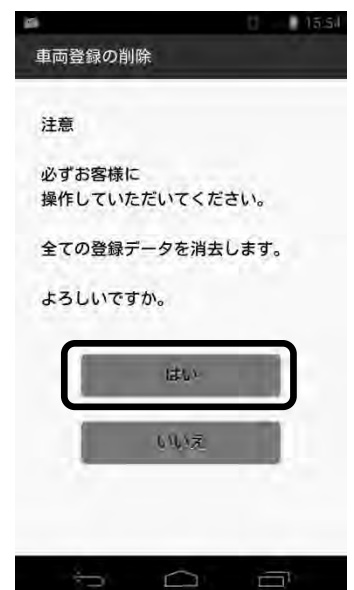 15:54
車両登録の削除
注意
必ずお客様に
操作していただいてください。
全ての登録データを消去します。
よろしいですか。
はい
いいえ